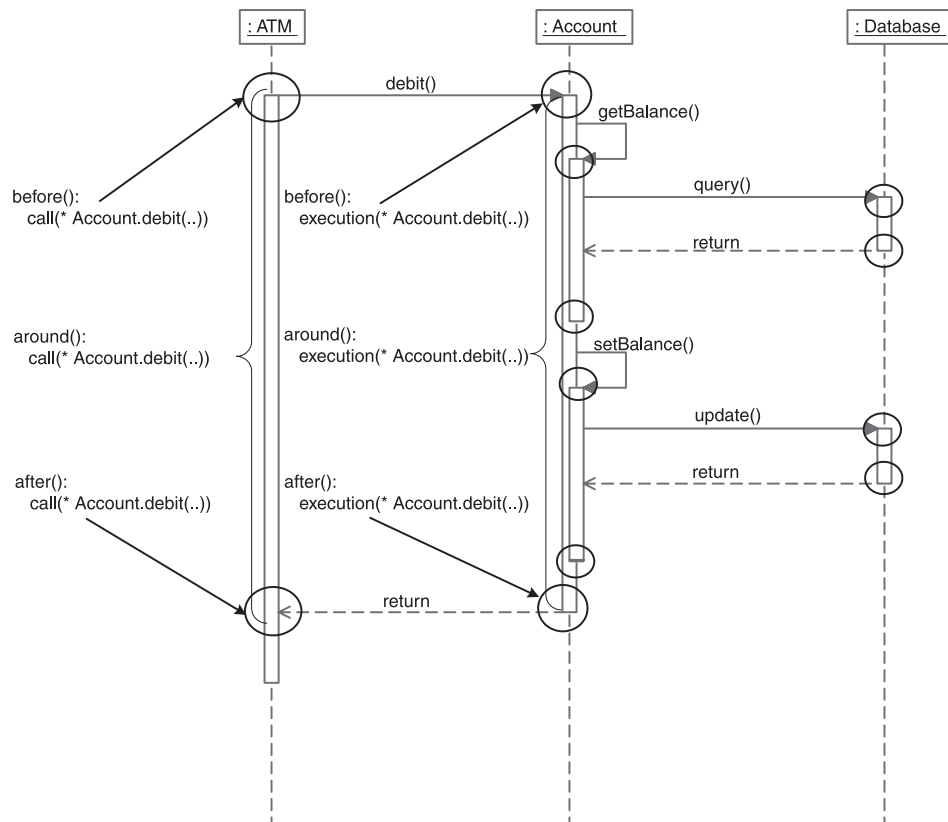 : ATM
: Account
: Database
debit()
getBalance()
before():
call(* Account.debit(..))
before():
execution(* Account.debit(..))
query()
return
around():
call(* Account.debit(..))
around():
execution(* Account.debit(..))
setBalance()
update()
return
after():
call(* Account.debit(..))
after():
execution(* Account.debit(..))
return